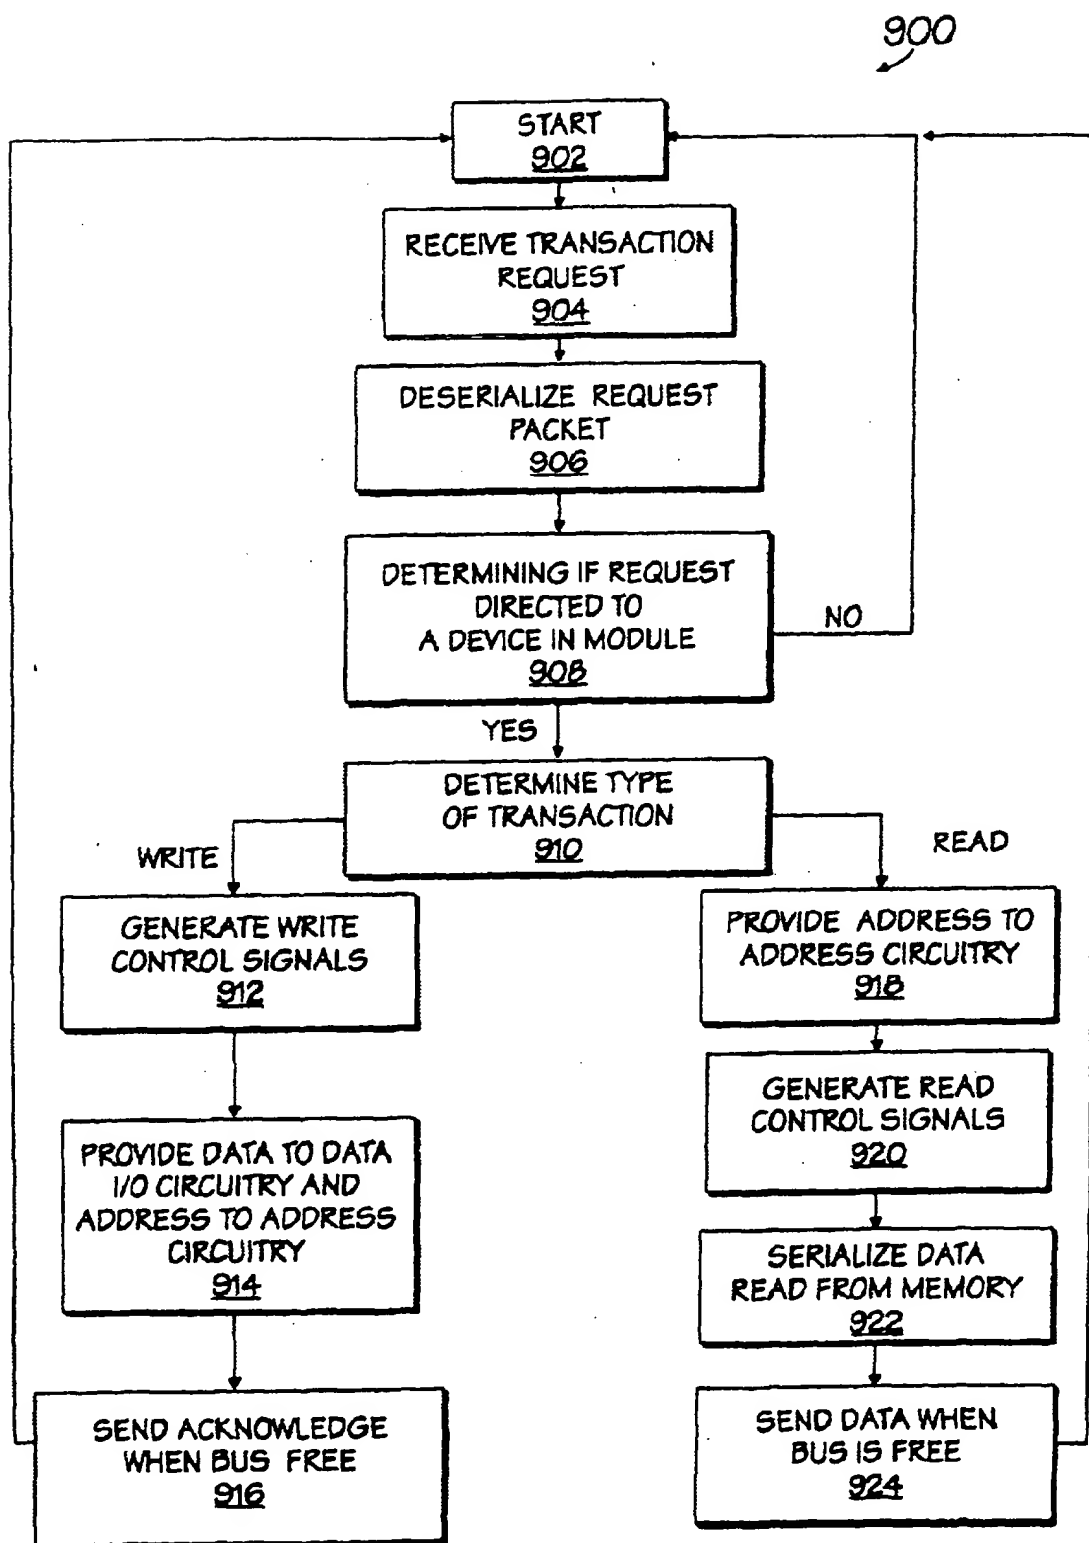 900
START
902
RECEIVE TRANSACTION
REQUEST
904
DESERIALIZE REQUEST
PACKET
906
DETERMINING IF REQUEST
DIRECTED TO
A DEVICE IN MODULE
908
NO
YES
DETERMINE TYPE
OF TRANSACTION
910
WRITE
READ
GENERATE WRITE
CONTROL SIGNALS
912
PROVIDE DATA TO DATA
I/O CIRCUITRY AND
ADDRESS TO ADDRESS
CIRCUITRY
914
SEND ACKNOWLEDGE
WHEN BUS FREE
916
PROVIDE ADDRESS TO
ADDRESS CIRCUITRY
918
GENERATE READ
CONTROL SIGNALS
920
SERIALIZE DATA
READ FROM MEMORY
922
SEND DATA WHEN
BUS IS FREE
924